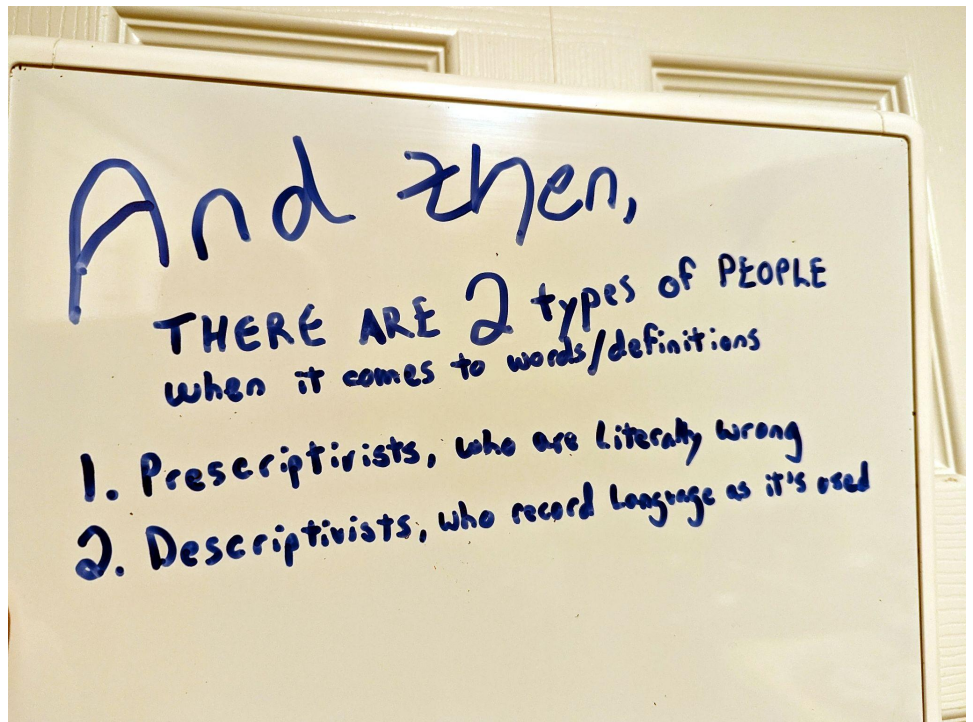 And then,
THERE ARE 2 types of PEOPLE
when it comes to words/definitions
1. Prescriptivists, who are literally wrong
2. Descriptivists, who record language as it's used